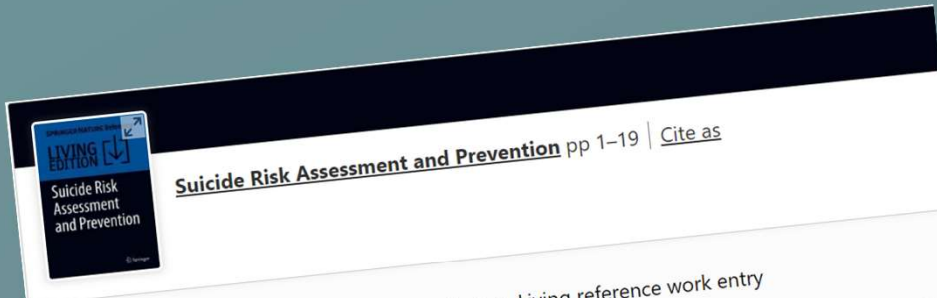 LIVING
EDITION
Suicide Risk
Assessment
and Prevention
Springer
Suicide Risk Assessment and Prevention pp 1–19 | Cite as
reference work entry